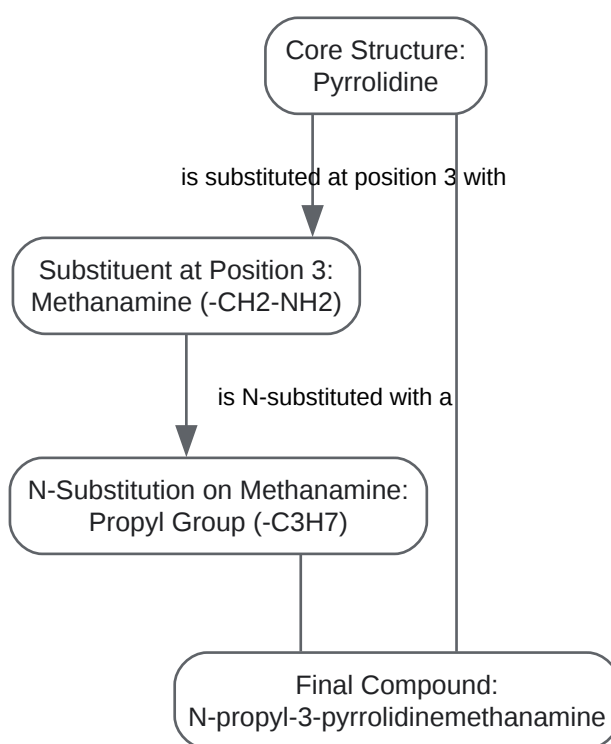 Core Structure:
Pyrrolidine
is substituted at position 3 with
Substituent at Position 3:
Methanamine (-CH2-NH2)
is N-substituted with a
N-Substitution on Methanamine:
Propyl Group (-C3H7)
Final Compound:
N-propyl-3-pyrrolidinemethanamine